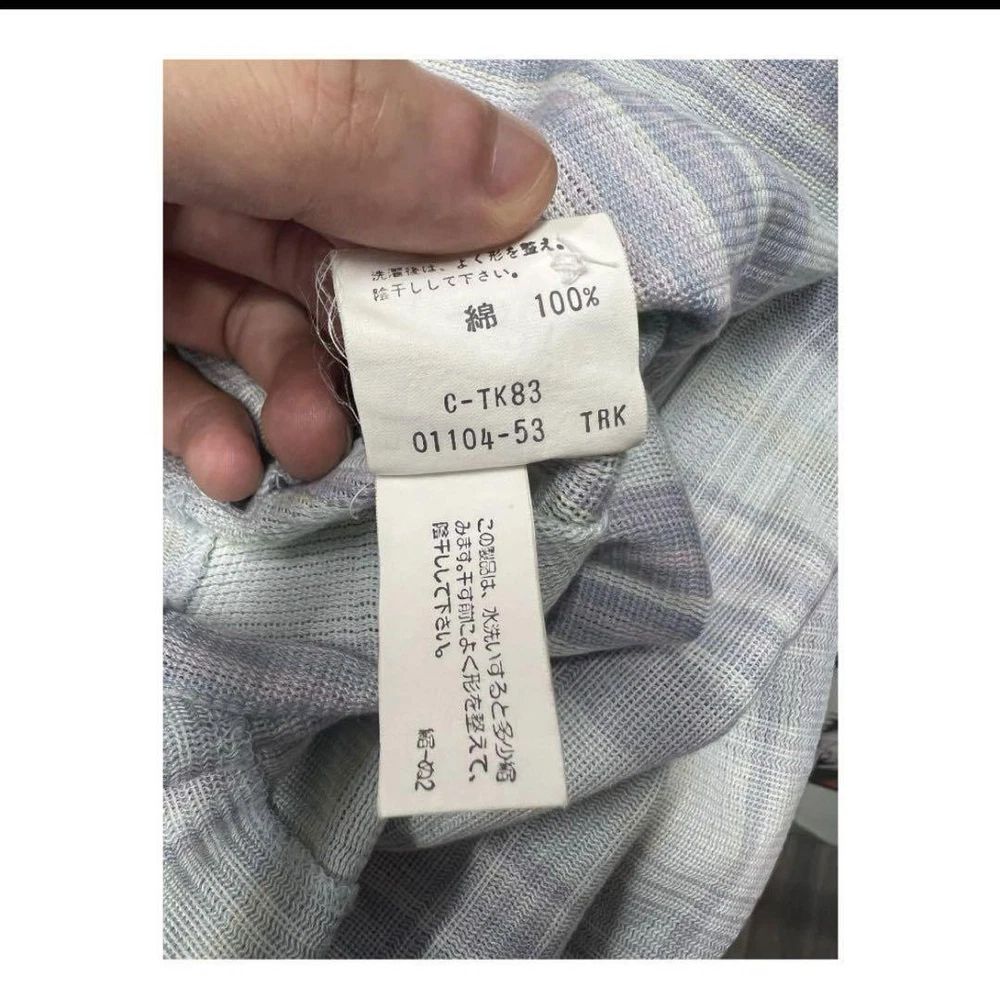 洗濯後は、よく形を整え。
陰干しして下さい。
綿 100%
C-TK83
01104-53 TRK
この製品は、水洗いすると多少縮
みます。干す前によく形を整えて、
陰干しして下さい。
縮-02